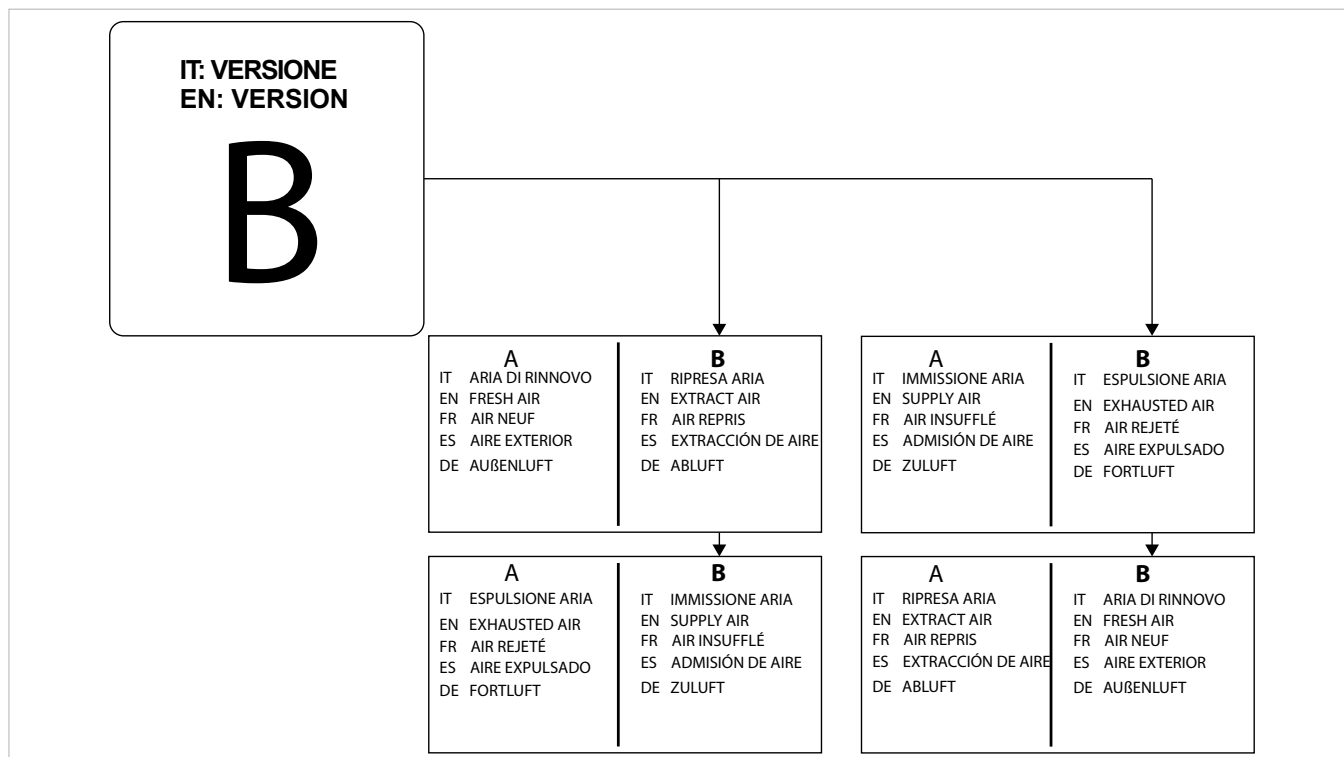 IT: VERSIONE
EN: VERSION
B
A
IT ARIA DI RINNOVO
EN FRESH AIR
FR AIR NEUF
ES AIRE EXTERIOR
DE AUßENLUFT
B
IT RIPRESA ARIA
EN EXTRACT AIR
FR AIR REPRIS
ES EXTRACCIÓN DE AIRE
DE ABLUFT
A
IT IMMISSIONE ARIA
EN SUPPLY AIR
FR AIR INSUFFLÉ
ES ADMISIÓN DE AIRE
DE ZULUFT
B
IT ESPULSIONE ARIA
EN EXHAUSTED AIR
FR AIR REJETÉ
ES AIRE EXPULSADO
DE FORTLUFT
A
IT ESPULSIONE ARIA
EN EXHAUSTED AIR
FR AIR REJETÉ
ES AIRE EXPULSADO
DE FORTLUFT
B
IT IMMISSIONE ARIA
EN SUPPLY AIR
FR AIR INSUFFLÉ
ES ADMISIÓN DE AIRE
DE ZULUFT
A
IT RIPRESA ARIA
EN EXTRACT AIR
FR AIR REPRIS
ES EXTRACCIÓN DE AIRE
DE ABLUFT
B
IT ARIA DI RINNOVO
EN FRESH AIR
FR AIR NEUF
ES AIRE EXTERIOR
DE AUßENLUFT